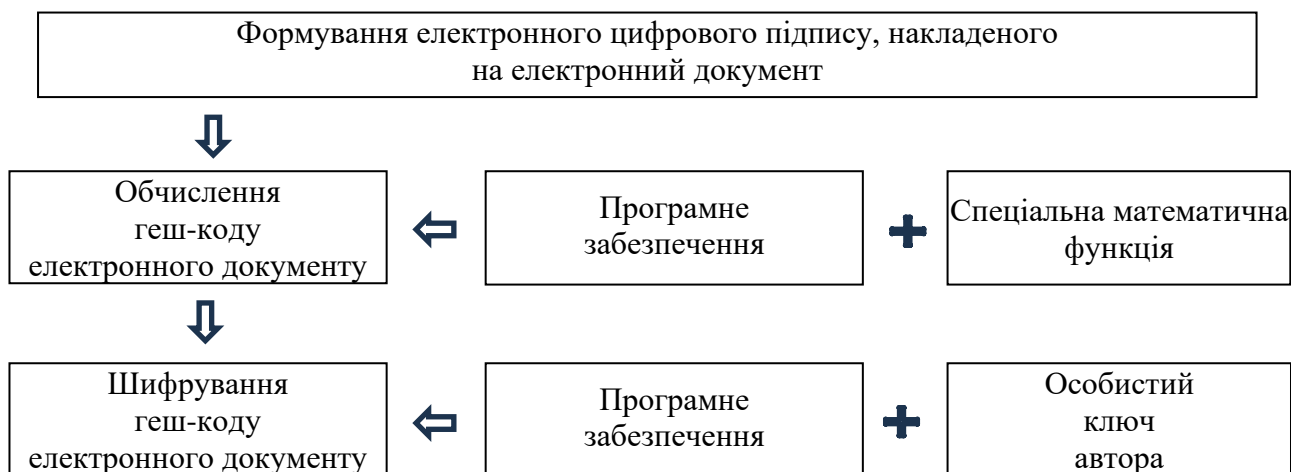 Формування електронного цифрового підпису, накладеного
на електронний документ
Обчислення
геш-коду
електронного документу
Програмне
забезпечення
Спеціальна математична
функція
Шифрування
геш-коду
електронного документу
Програмне
забезпечення
Особистий
ключ
автора